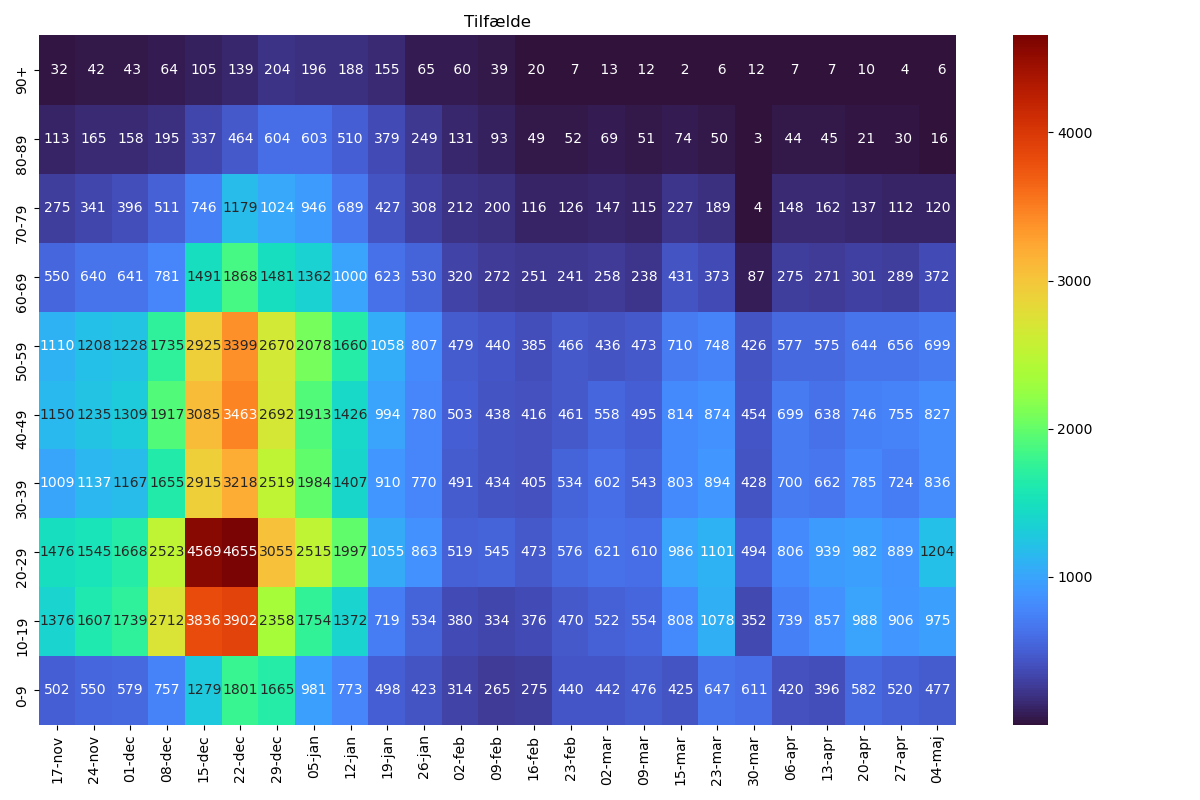 Tilfælde
90+ 32 42 43 64 105 139 204 196 188 155 65 60 39 20 7 13 12 2 6 12 7 7 10 4 6
80-89 113 165 158 195 337 464 604 603 510 379 249 131 93 49 52 69 51 74 50 3 44 45 21 30 16
70-79 275 341 396 511 746 1179 1024 946 689 427 308 212 200 116 126 147 115 227 189 4 148 162 137 112 120
60-69 550 640 641 781 1491 1868 1481 1362 1000 623 530 320 272 251 241 258 238 431 373 87 275 271 301 289 372
50-59 1110 1208 1228 1735 2925 3399 2670 2078 1660 1058 807 479 440 385 466 436 473 710 748 426 577 575 644 656 699
40-49 1150 1235 1309 1917 3085 3463 2692 1913 1426 994 780 503 438 416 461 558 495 814 874 454 699 638 746 755 827
30-39 1009 1137 1167 1655 2915 3218 2519 1984 1407 910 770 491 434 405 534 602 543 803 894 428 700 662 785 724 836
20-29 1476 1545 1668 2523 4569 4655 3055 2515 1997 1055 863 519 545 473 576 621 610 986 1101 494 806 939 982 889 1204
10-19 1376 1607 1739 2712 3836 3902 2358 1754 1372 719 534 380 334 376 470 522 554 808 1078 352 739 857 988 906 975
0-9 502 550 579 757 1279 1801 1665 981 773 498 423 314 265 275 440 442 476 425 647 611 420 396 582 520 477
17-nov 24-nov 01-dec 08-dec 15-dec 22-dec 29-dec 05-jan 12-jan 19-jan 26-jan 02-feb 09-feb 16-feb 23-feb 02-mar 09-mar 15-mar 23-mar 30-mar 06-apr 13-apr 20-apr 27-apr 04-maj
4000
3000
2000
1000